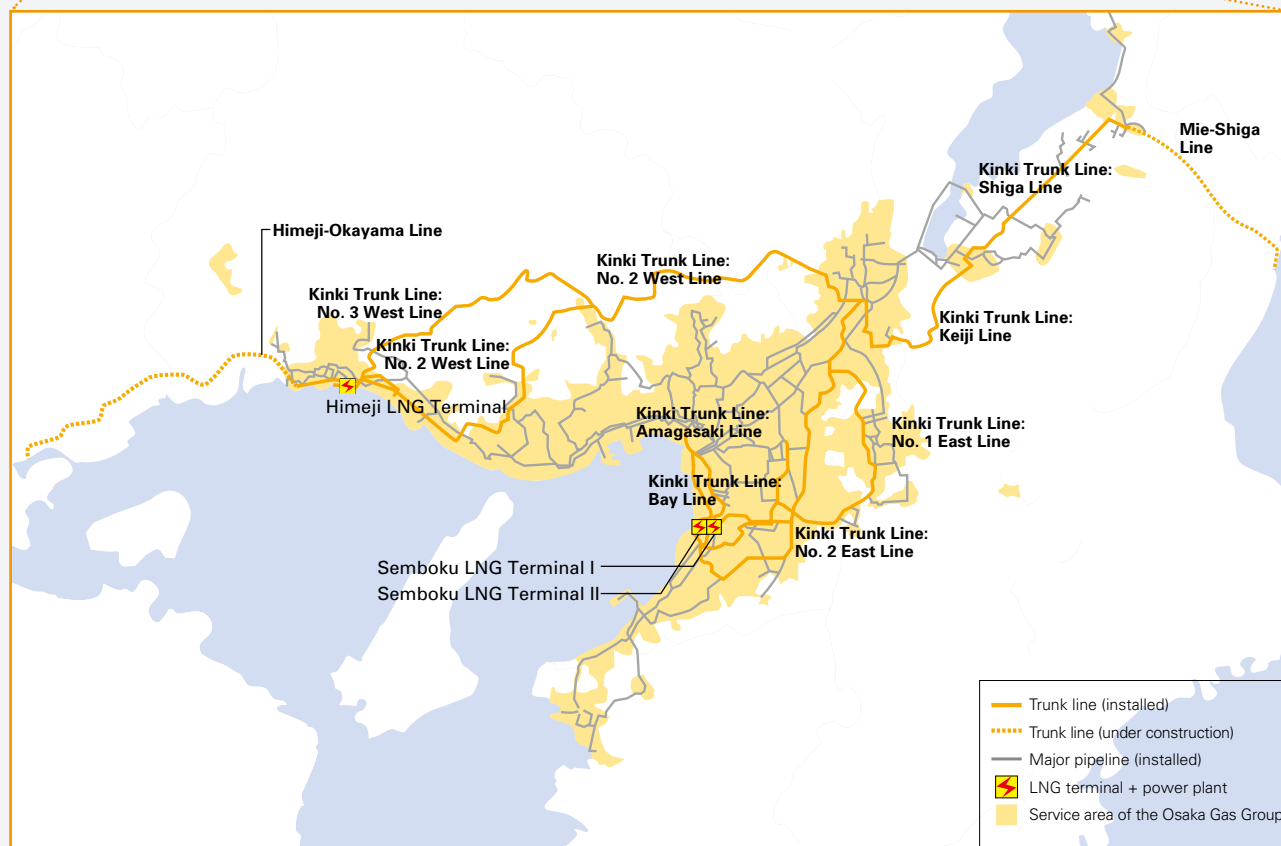 Mie-Shiga
Line
Kinki Trunk Line:
Shiga Line
Himeji-Okayama Line
Kinki Trunk Line:
No. 2 West Line
Kinki Trunk Line:
No. 3 West Line
Kinki Trunk Line:
Keiji Line
Kinki Trunk Line:
No. 2 West Line
Himeji LNG Terminal
Kinki Trunk Line:
Amagasaki Line
Kinki Trunk Line:
No. 1 East Line
Kinki Trunk Line:
Bay Line
Kinki Trunk Line:
No. 2 East Line
Semboku LNG Terminal I
Semboku LNG Terminal II
Trunk line (installed)
Trunk line (under construction)
Major pipeline (installed)
LNG terminal + power plant
Service area of the Osaka Gas Group